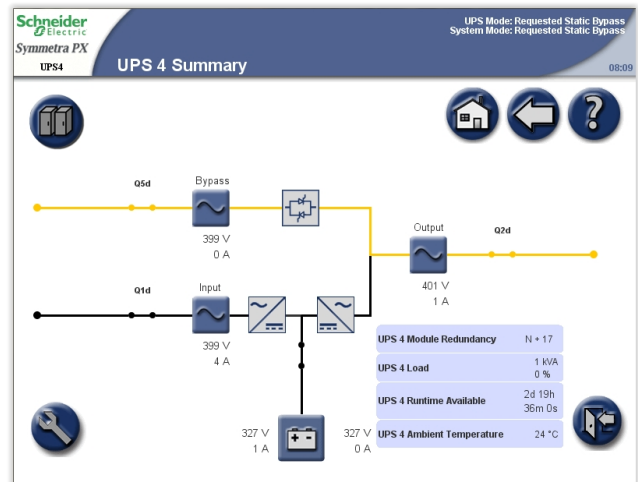 Schneider
Electric
Symmetra PX
UPS4
UPS 4 Summary
UPS Mode: Requested Static Bypass
System Mode: Requested Static Bypass
08:09
Q5d
Bypass
399 V
0 A
Output
Q2d
401 V
1 A
Q1d
Input
399 V
4 A
UPS 4 Module Redundancy N + 17
UPS 4 Load 1 kVA
0 %
UPS 4 Runtime Available 2d 19h
36m 0s
UPS 4 Ambient Temperature 24 °C
327 V
1 A
327 V
0 A